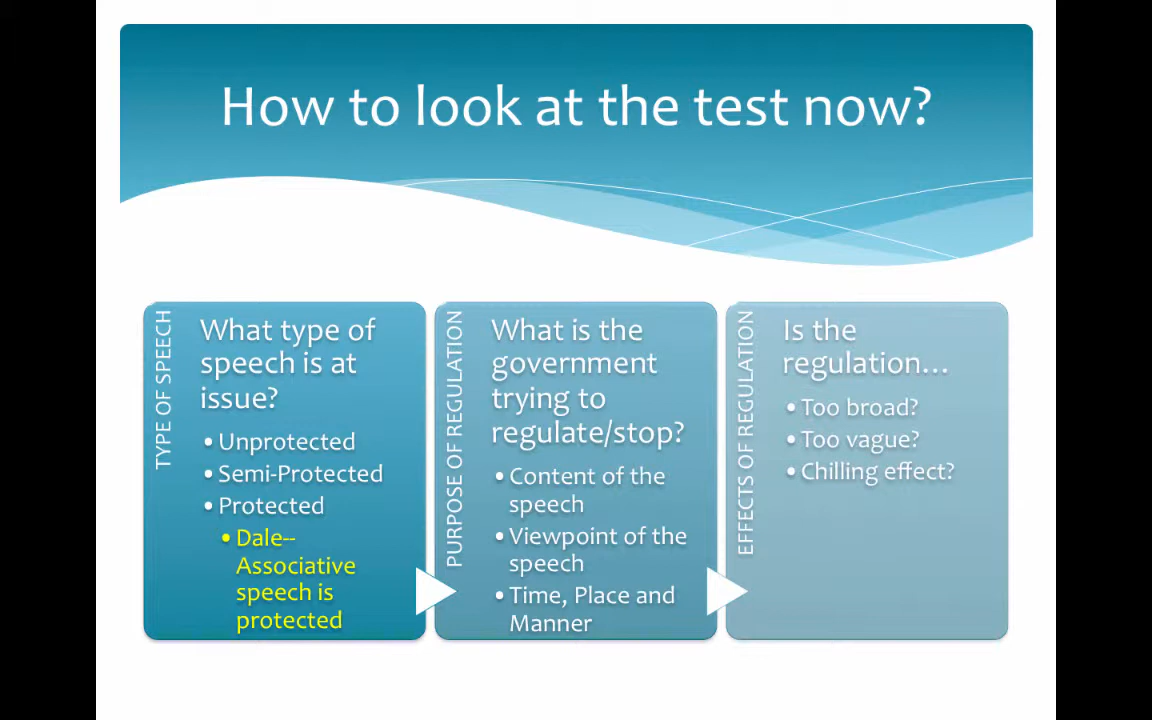 How to look at the test now?
TYPE OF SPEECH
What type of
speech is at
issue?
• Unprotected
• Semi-Protected
• Protected
• Dale--
Associative
speech is
protected
PURPOSE OF REGULATION
What is the
government
trying to
regulate/stop?
• Content of the
speech
• Viewpoint of the
speech
• Time, Place and
Manner
EFFECTS OF REGULATION
Is the
regulation…
• Too broad?
• Too vague?
• Chilling effect?